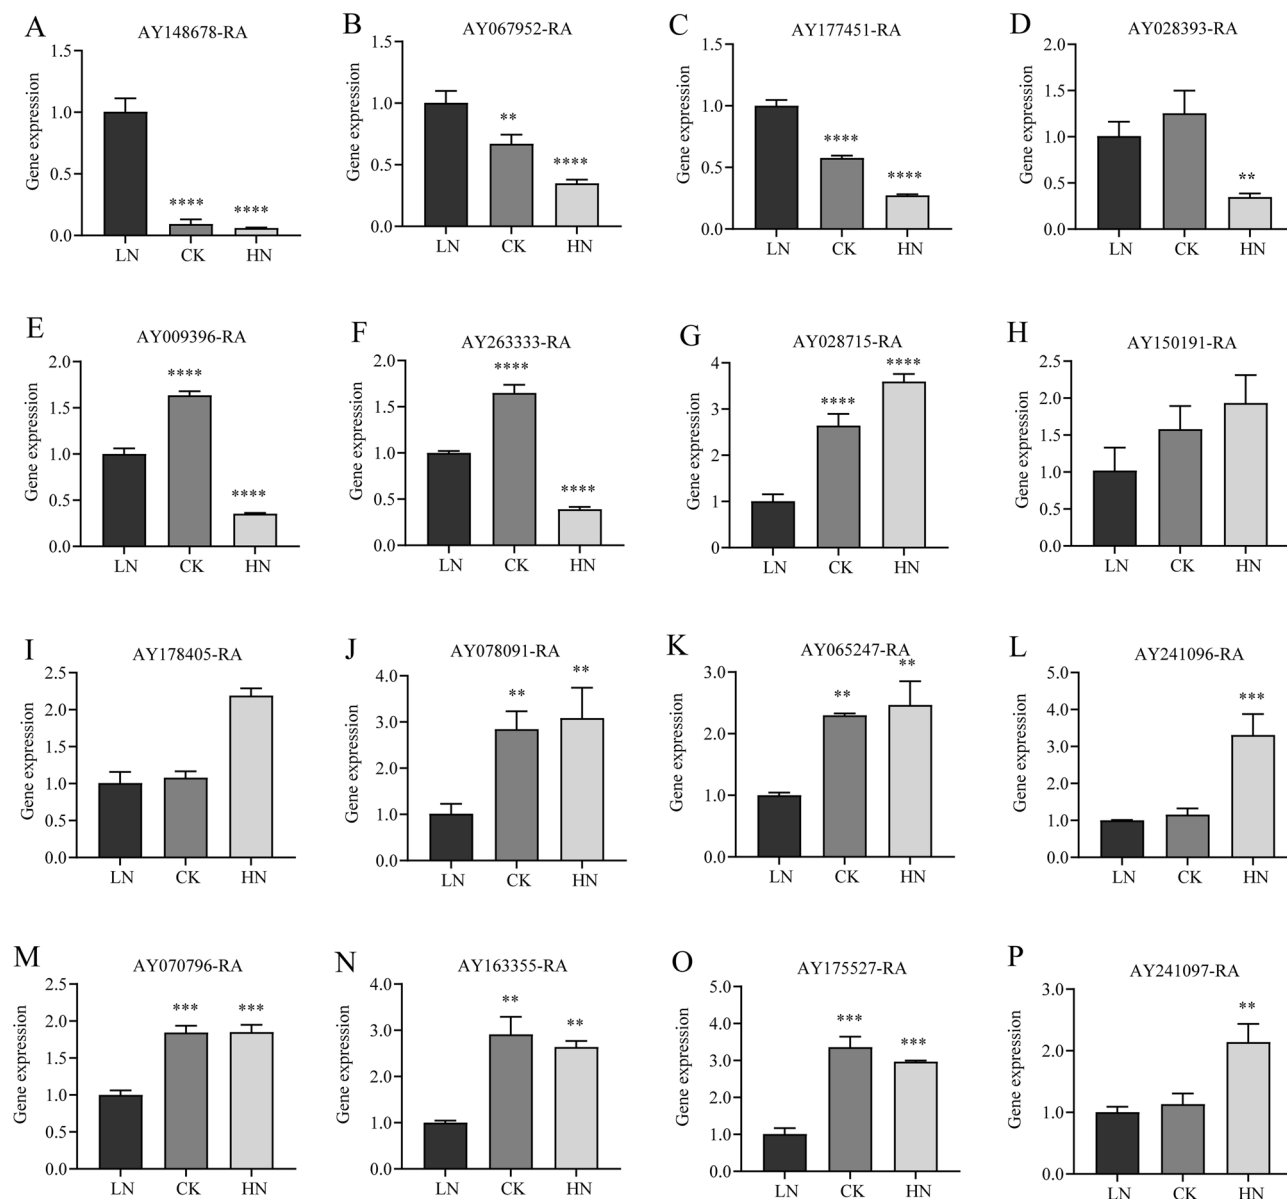 A
AY148678-RA
Gene expression
1.5
1.0
0.5
0.0
****
****
LN CK HN
B
AY067952-RA
Gene expression
1.5
1.0
0.5
0.0
**
****
LN CK HN
C
AY177451-RA
Gene expression
1.5
1.0
0.5
0.0
****
****
LN CK HN
D
AY028393-RA
Gene expression
2.0
1.5
1.0
0.5
0.0
**
LN CK HN
E
AY009396-RA
Gene expression
2.0
1.5
1.0
0.5
0.0
****
****
LN CK HN
F
AY263333-RA
Gene expression
2.0
1.5
1.0
0.5
0.0
****
****
LN CK HN
G
AY028715-RA
Gene expression
4
3
2
1
0
****
****
LN CK HN
H
AY150191-RA
Gene expression
2.5
2.0
1.5
1.0
0.5
0.0
LN CK HN
I
AY178405-RA
Gene expression
2.5
2.0
1.5
1.0
0.5
0.0
LN CK HN
J
AY078091-RA
Gene expression
4.0
3.0
2.0
1.0
0.0
**
**
LN CK HN
K
AY065247-RA
Gene expression
3.0
2.0
1.0
0.0
**
**
LN CK HN
L
AY241096-RA
Gene expression
5.0
4.0
3.0
2.0
1.0
0.0
***
LN CK HN
M
AY070796-RA
Gene expression
2.5
2.0
1.5
1.0
0.5
0.0
***
***
LN CK HN
N
AY163355-RA
Gene expression
4.0
3.0
2.0
1.0
0.0
**
**
LN CK HN
O
AY175527-RA
Gene expression
5.0
4.0
3.0
2.0
1.0
0.0
***
***
LN CK HN
P
AY241097-RA
Gene expression
3.0
2.0
1.0
0.0
**
LN CK HN